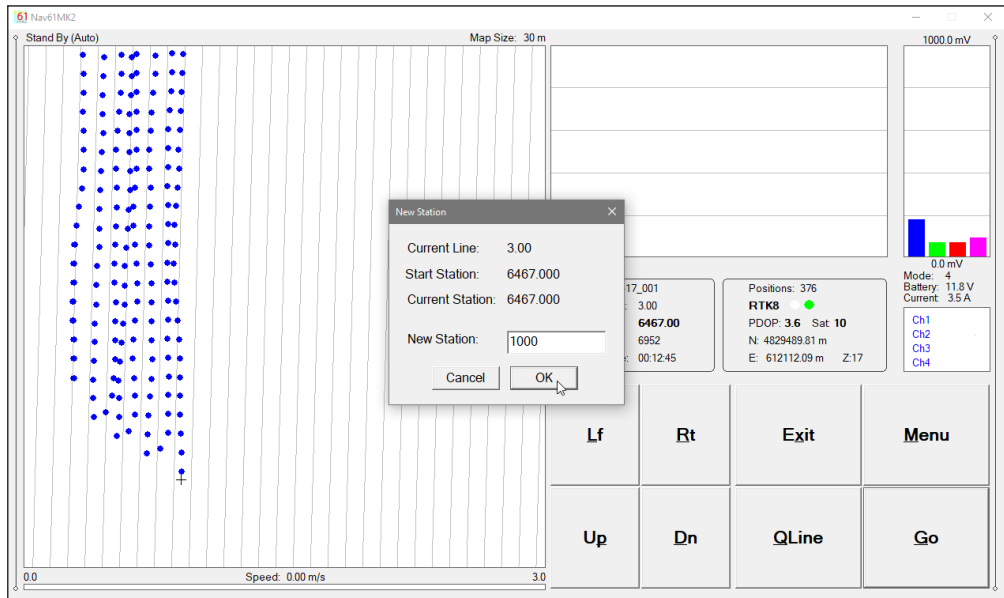 61 Nav61MK2
Stand By (Auto)
Map Size: 30 m
1000.0 mV
New Station
Current Line: 3.00
Start Station: 6467.000
Current Station: 6467.000
New Station: 1000
Cancel
OK
17_001
3.00
6467.00
6952
00:12:45
Positions: 376
RTK8
PDOP: 3.6 Sat: 10
N: 4829489.81 m
E: 612112.09 m Z:17
0.0 mV
Mode: 4
Battery: 11.8 V
Current: 3.5 A
Ch1
Ch2
Ch3
Ch4
Lf
Rt
Exit
Menu
Up
Dn
QLine
Go
0.0
Speed: 0.00 m/s
3.0